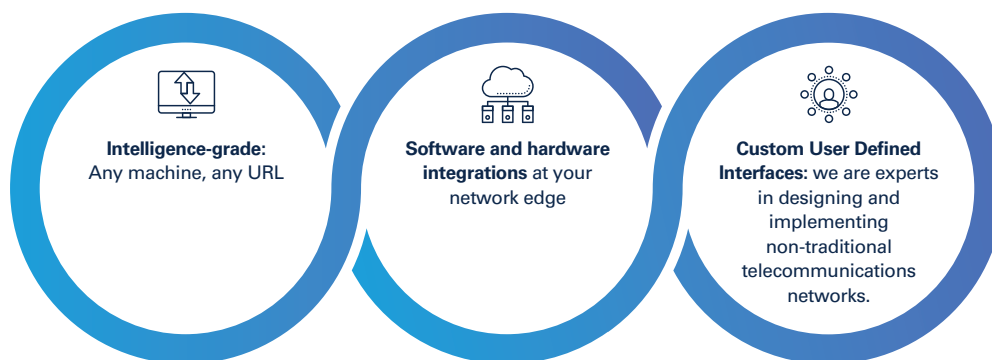 Intelligence-grade:
Any machine, any URL
Software and hardware
integrations at your
network edge
Custom User Defined
Interfaces: we are experts
in designing and
implementing
non-traditional
telecommunications
networks.